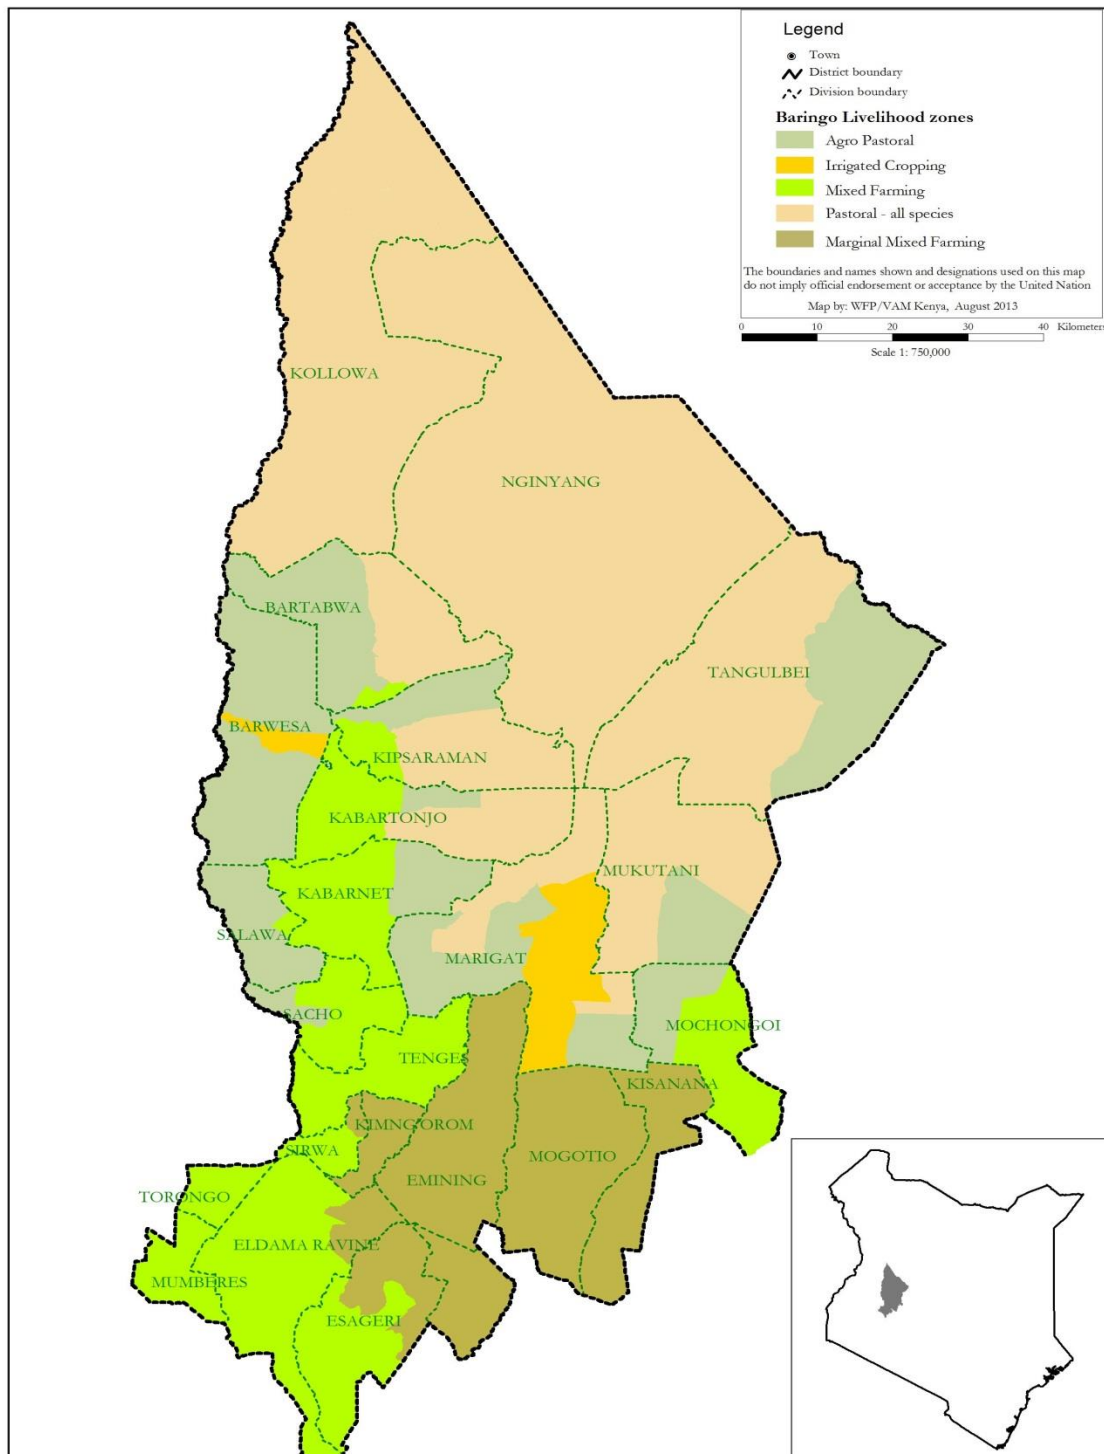 Legend
Town
District boundary
Division boundary
Baringo Livelihood zones
Agro Pastoral
Irrigated Cropping
Mixed Farming
Pastoral - all species
Marginal Mixed Farming
The boundaries and names shown and designations used on this map
do not imply official endorsement or acceptance by the United Nation
Map by: WFP/VAM Kenya, August 2013
0 10 20 30 40 Kilometers
Scale 1: 750,000
KOLLOWA
NGINYANG
BARTABWA
TANGULBEI
BARWESA
KIPSARAMAN
KABARTONJO
MUKUTANI
KABARNET
SALAWA
MARIGAT
SACHO
MOCHONGOI
TENGES
KISANANA
KIMNG'OROM
SIRWA
MOGOTIO
EMINING
TORONGO
ELDAMA RAVINE
MUMBERES
ESAGERI